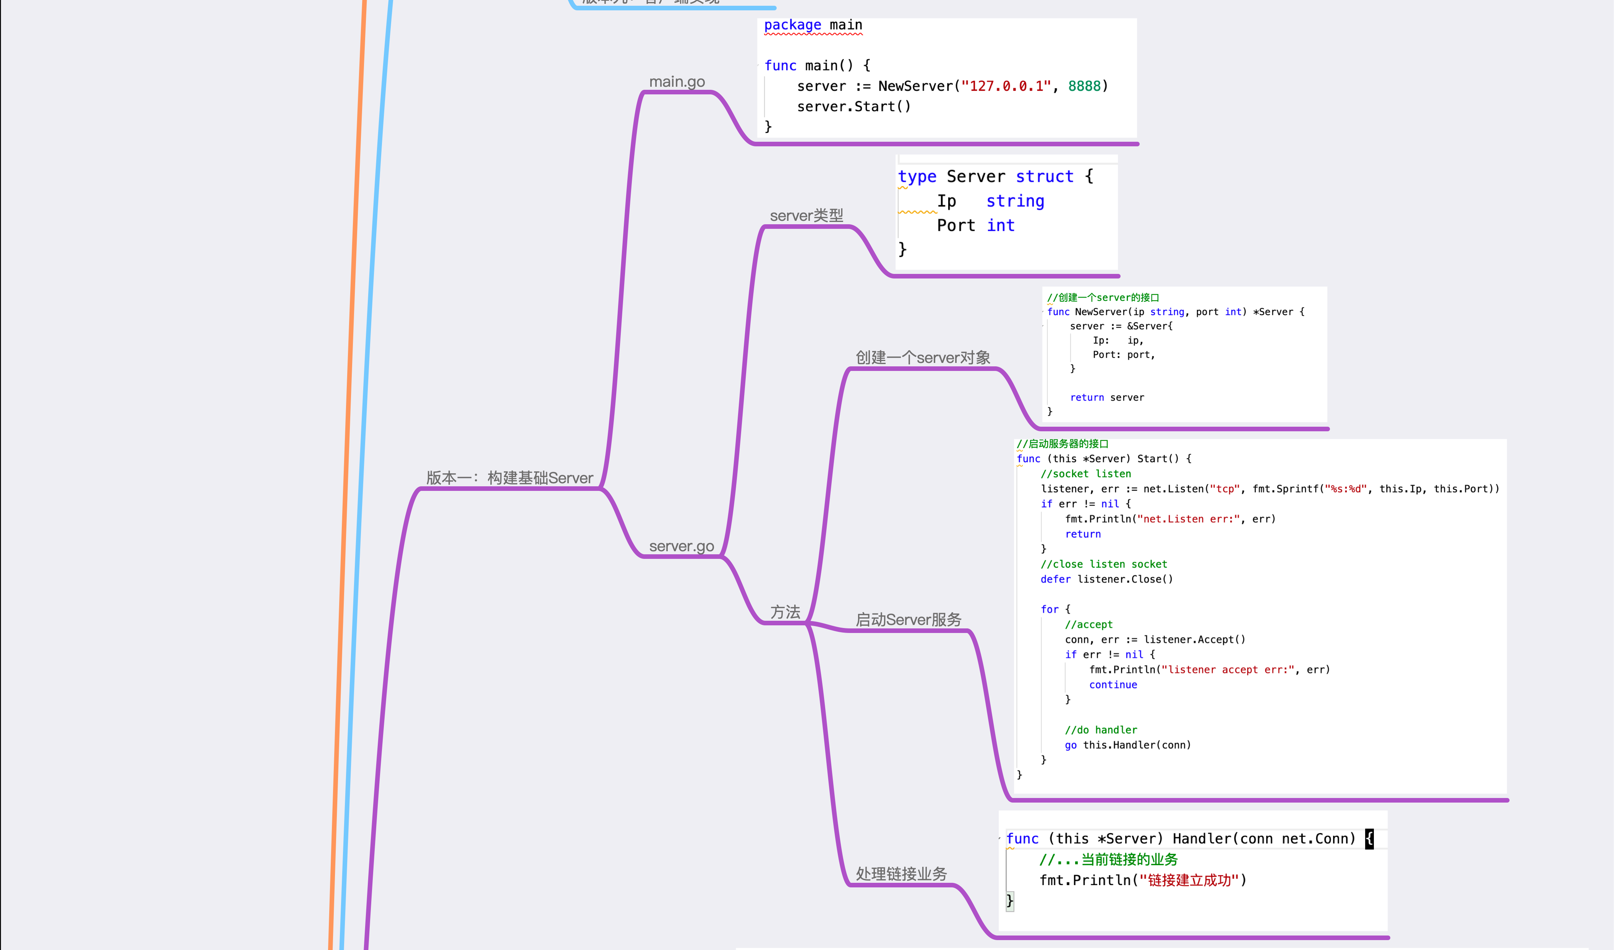 版本九：客户端实现
package main
func main() {
server := NewServer("127.0.0.1", 8888)
server.Start()
}
main.go
type Server struct {
Ip string
Port int
}
server类型
//创建一个server的接口
func NewServer(ip string, port int) *Server {
server := &Server{
Ip: ip,
Port: port,
}
return server
}
创建一个server对象
版本一：构建基础Server
server.go
方法
//启动服务器的接口
func (this *Server) Start() {
//socket listen
listener, err := net.Listen("tcp", fmt.Sprintf("%s:%d", this.Ip, this.Port))
if err != nil {
fmt.Println("net.Listen err:", err)
return
}
//close listen socket
defer listener.Close()
for {
//accept
conn, err := listener.Accept()
if err != nil {
fmt.Println("listener accept err:", err)
continue
}
//do handler
go this.Handler(conn)
}
}
启动Server服务
func (this *Server) Handler(conn net.Conn) {
//...当前链接的业务
fmt.Println("链接建立成功")
}
处理链接业务